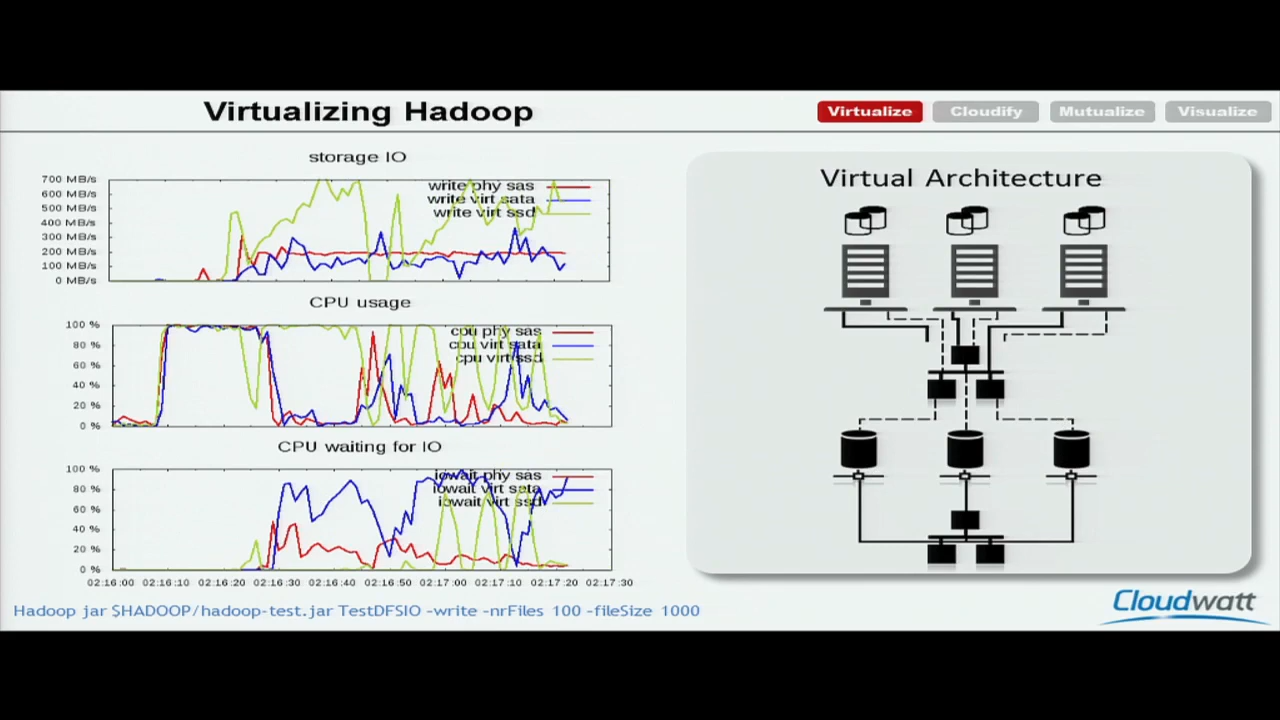 Virtualizing Hadoop
Virtualize
Cloudify
Mutualize
Visualize
storage IO
700 MB/s
600 MB/s
500 MB/s
400 MB/s
300 MB/s
200 MB/s
100 MB/s
0 MB/s
write phy sas
write virt sata
write virt ssd
CPU usage
100 %
80 %
60 %
40 %
20 %
0 %
cpu phy sas
cpu virt sata
cpu virt ssd
CPU waiting for IO
100 %
80 %
60 %
40 %
20 %
0 %
iowait phy sas
iowait virt sata
iowait virt ssd
02:16:00 02:16:10 02:16:20 02:16:30 02:16:40 02:16:50 02:17:00 02:17:10 02:17:20 02:17:30
Hadoop jar $HADOOP/hadoop-test.jar TestDFSIO -write -nrFiles 100 -fileSize 1000
Virtual Architecture
Cloudwatt